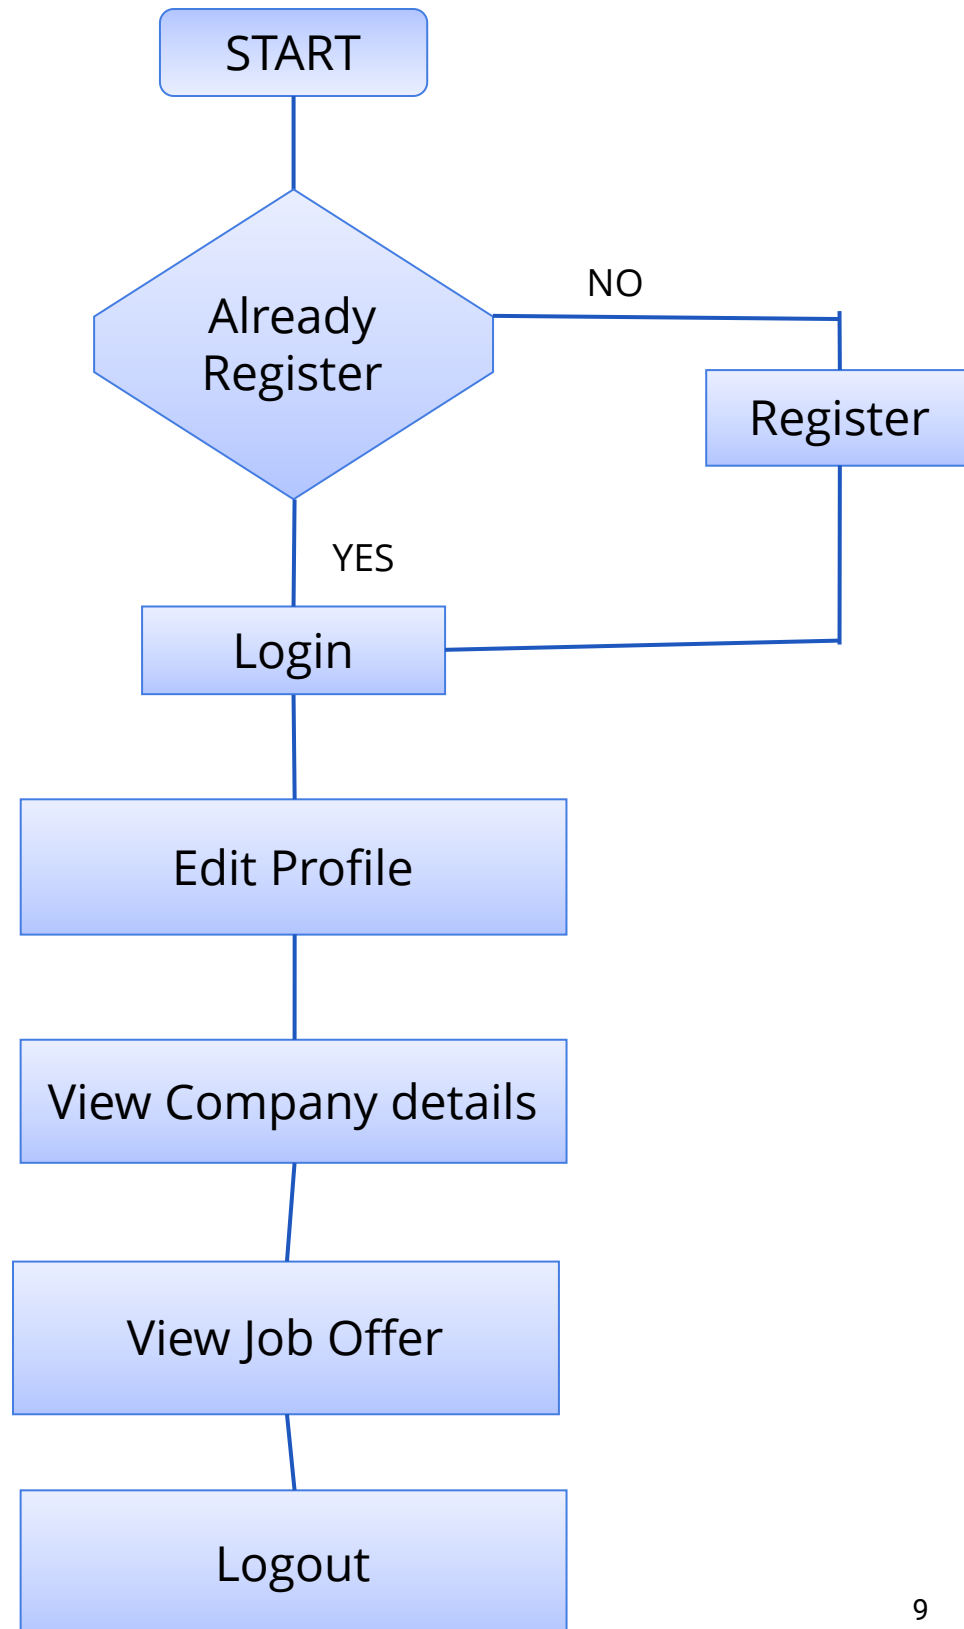 START
Already
Register
NO
Register
YES
Login
Edit Profile
View Company details
View Job Offer
Logout
9